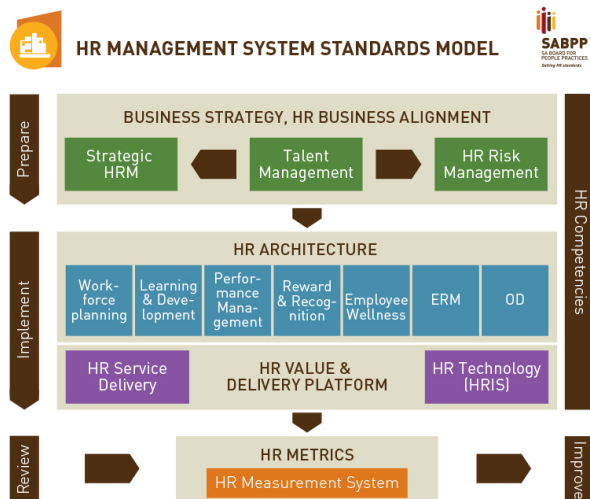 HR MANAGEMENT SYSTEM STANDARDS MODEL
SABPP
SA BOARD FOR
PEOPLE PRACTICES
Setting HR standards
Prepare
BUSINESS STRATEGY, HR BUSINESS ALIGNMENT
Strategic
HRM
Talent
Management
HR Risk
Management
HR Competencies
Implement
HR ARCHITECTURE
Work-
force
planning
Learning
& Deve-
lopment
Perfor-
mance
Mana-
gement
Reward
& Recog-
nition
Employee
Wellness
ERM
OD
HR Service
Delivery
HR VALUE &
DELIVERY PLATFORM
HR Technology
(HRIS)
Review
HR METRICS
HR Measurement System
Improve